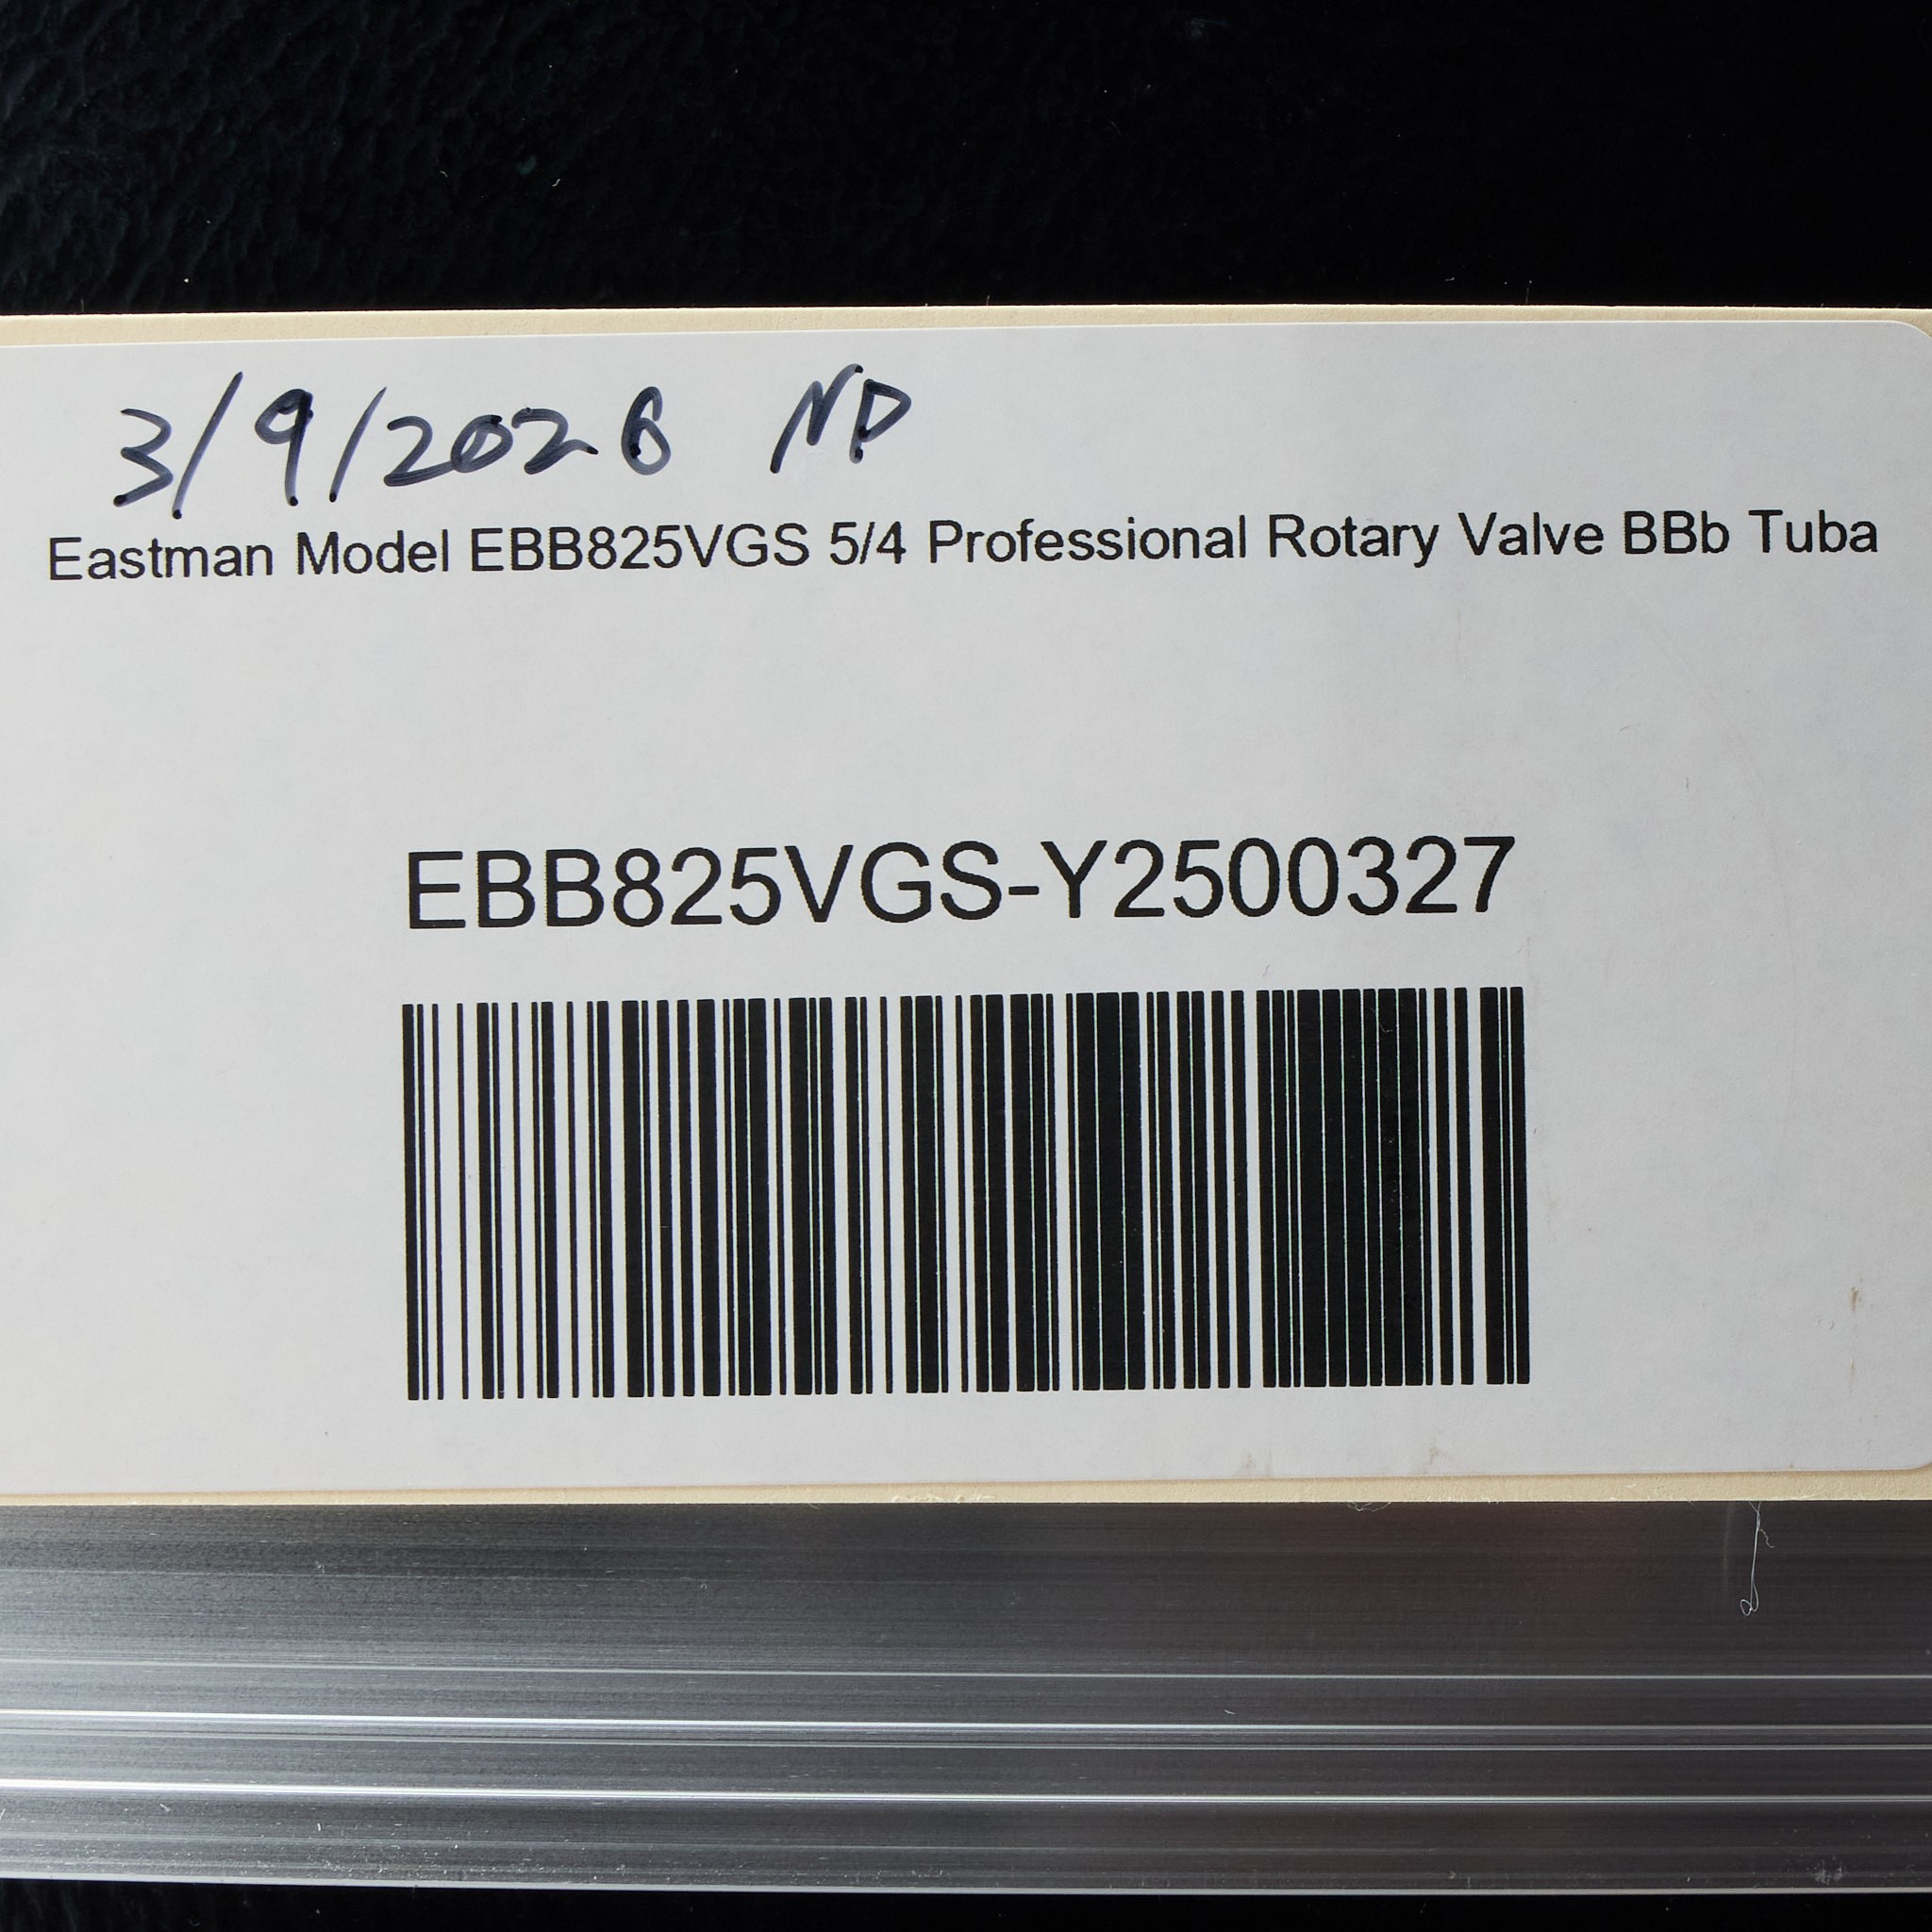 3/9/2026 NP
Eastman Model EBB825VGS 5/4 Professional Rotary Valve BBb Tuba
EBB825VGS-Y2500327